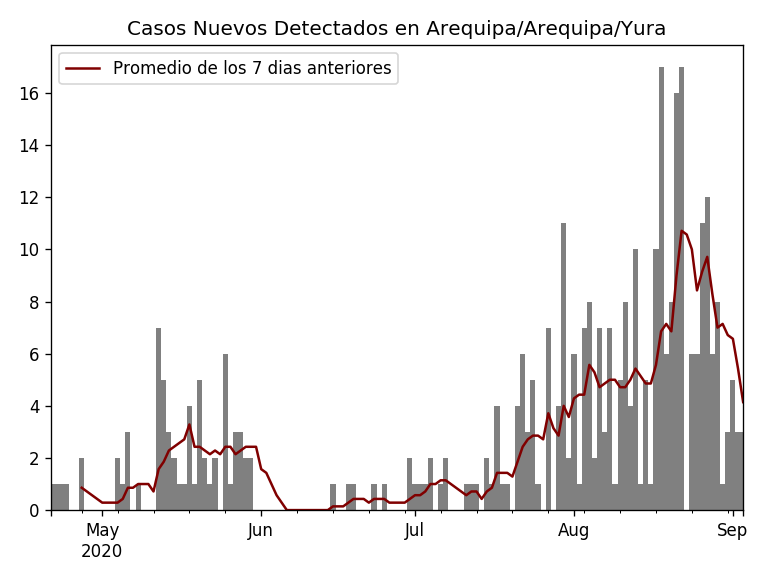 Casos Nuevos Detectados en Arequipa/Arequipa/Yura
Promedio de los 7 dias anteriores
16
14
12
10
8
6
4
2
0
May
2020
Jun
Jul
Aug
Sep